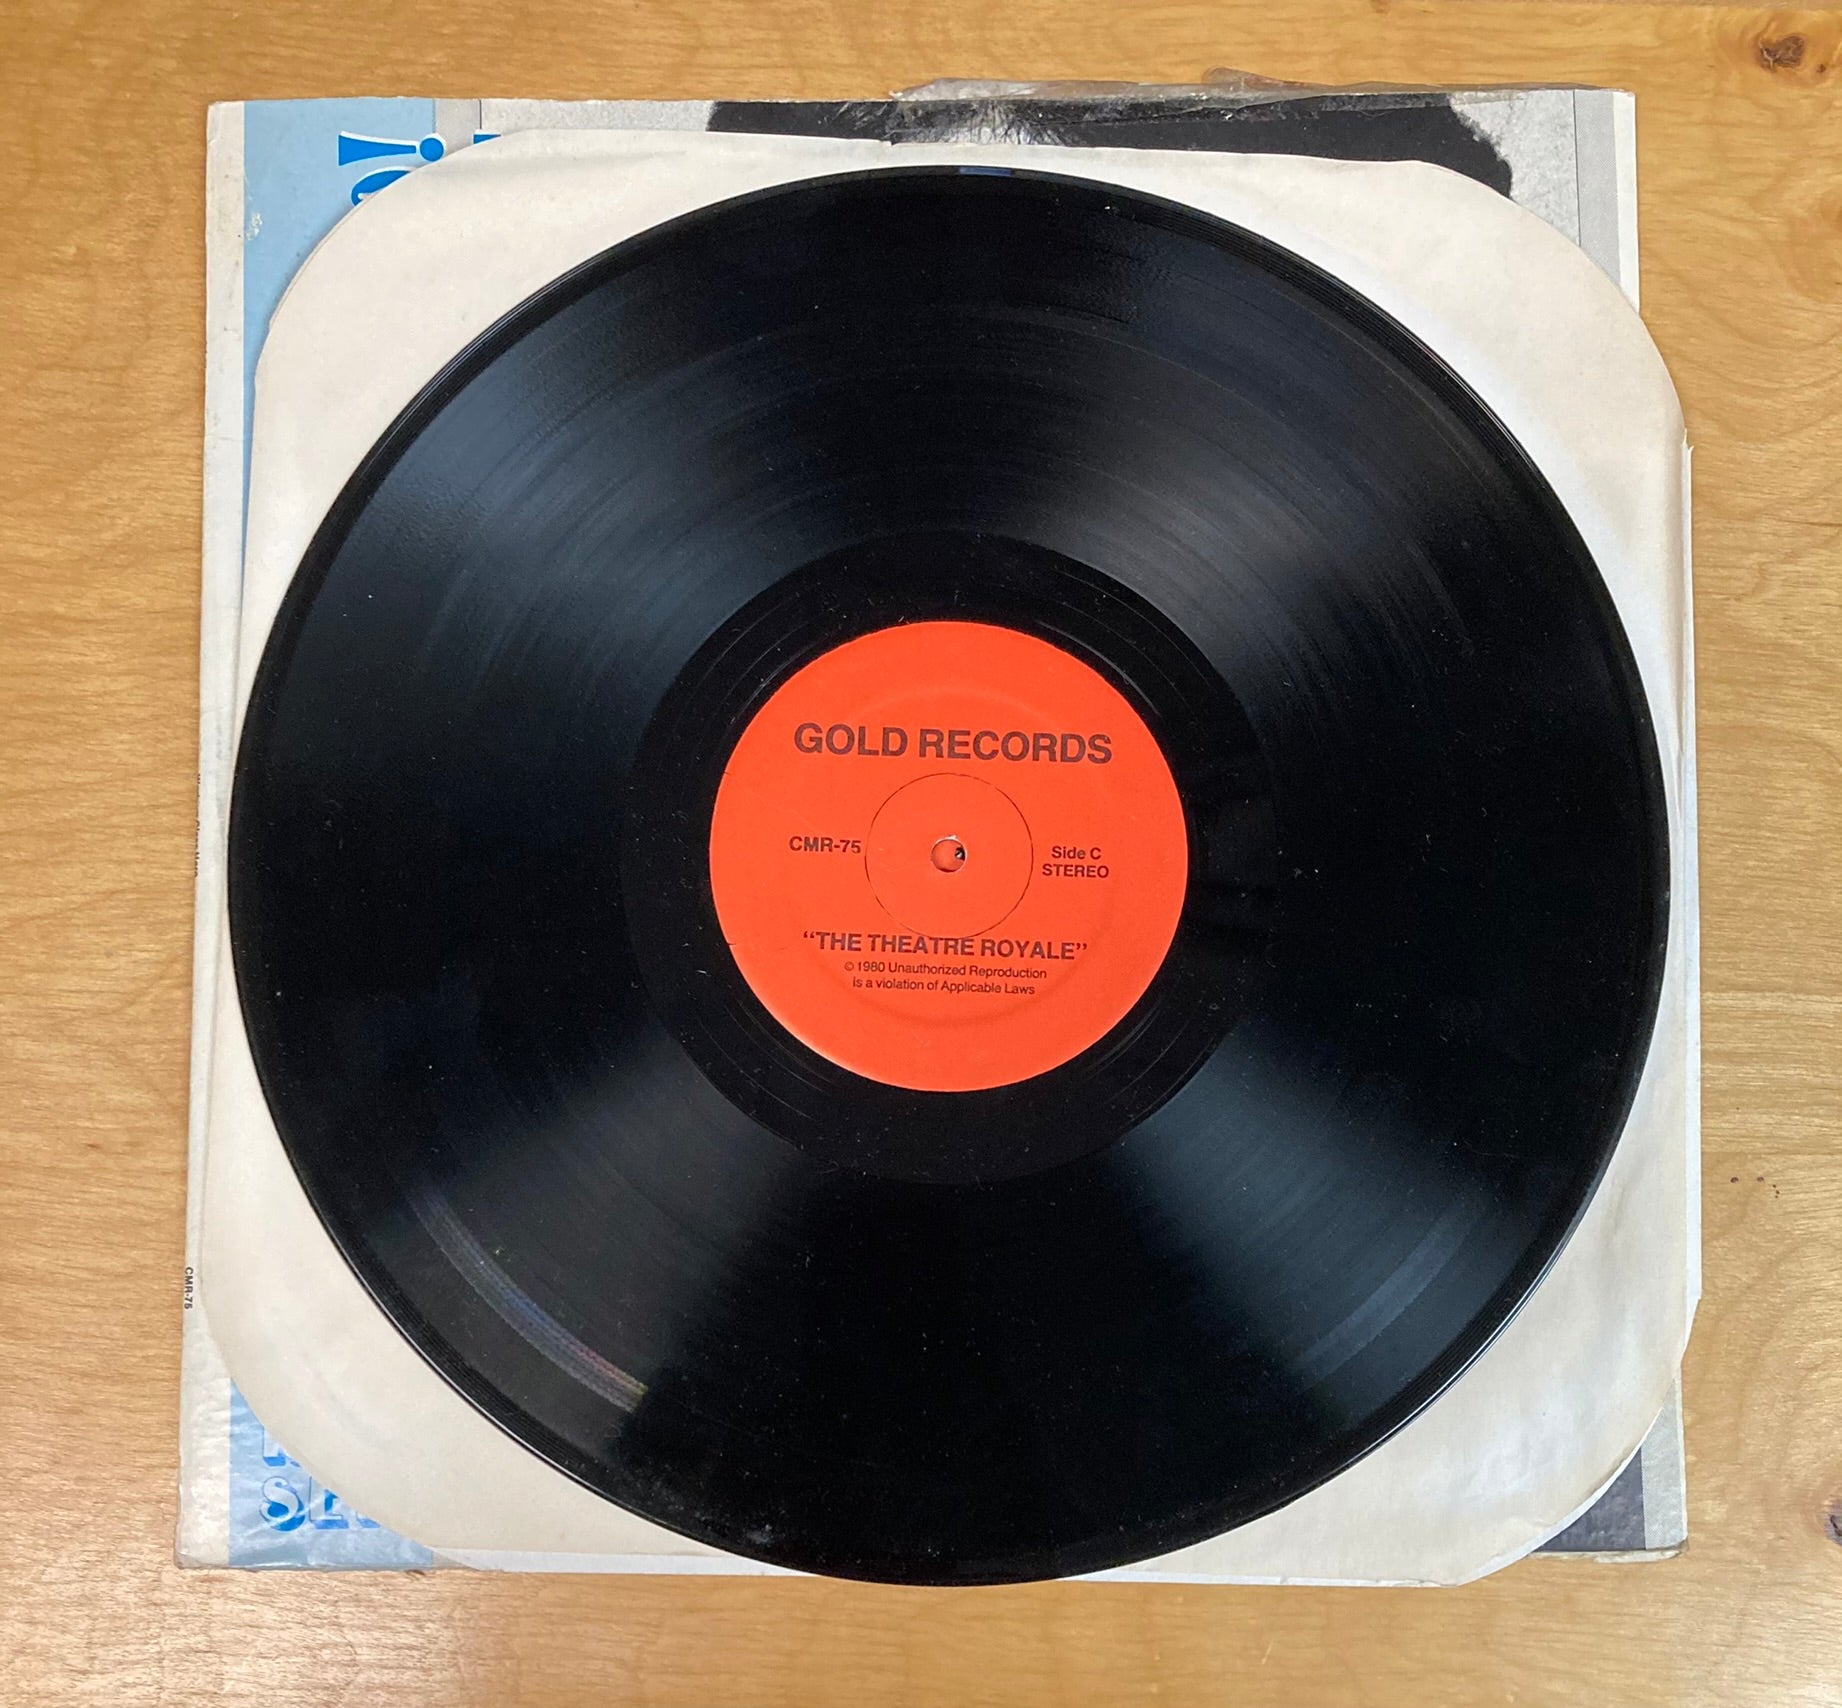 GOLD RECORDS
CMR-75
Side C
STEREO
“THE THEATRE ROYALE”
© 1980 Unauthorized Reproduction
is a violation of Applicable Laws
CMR-75